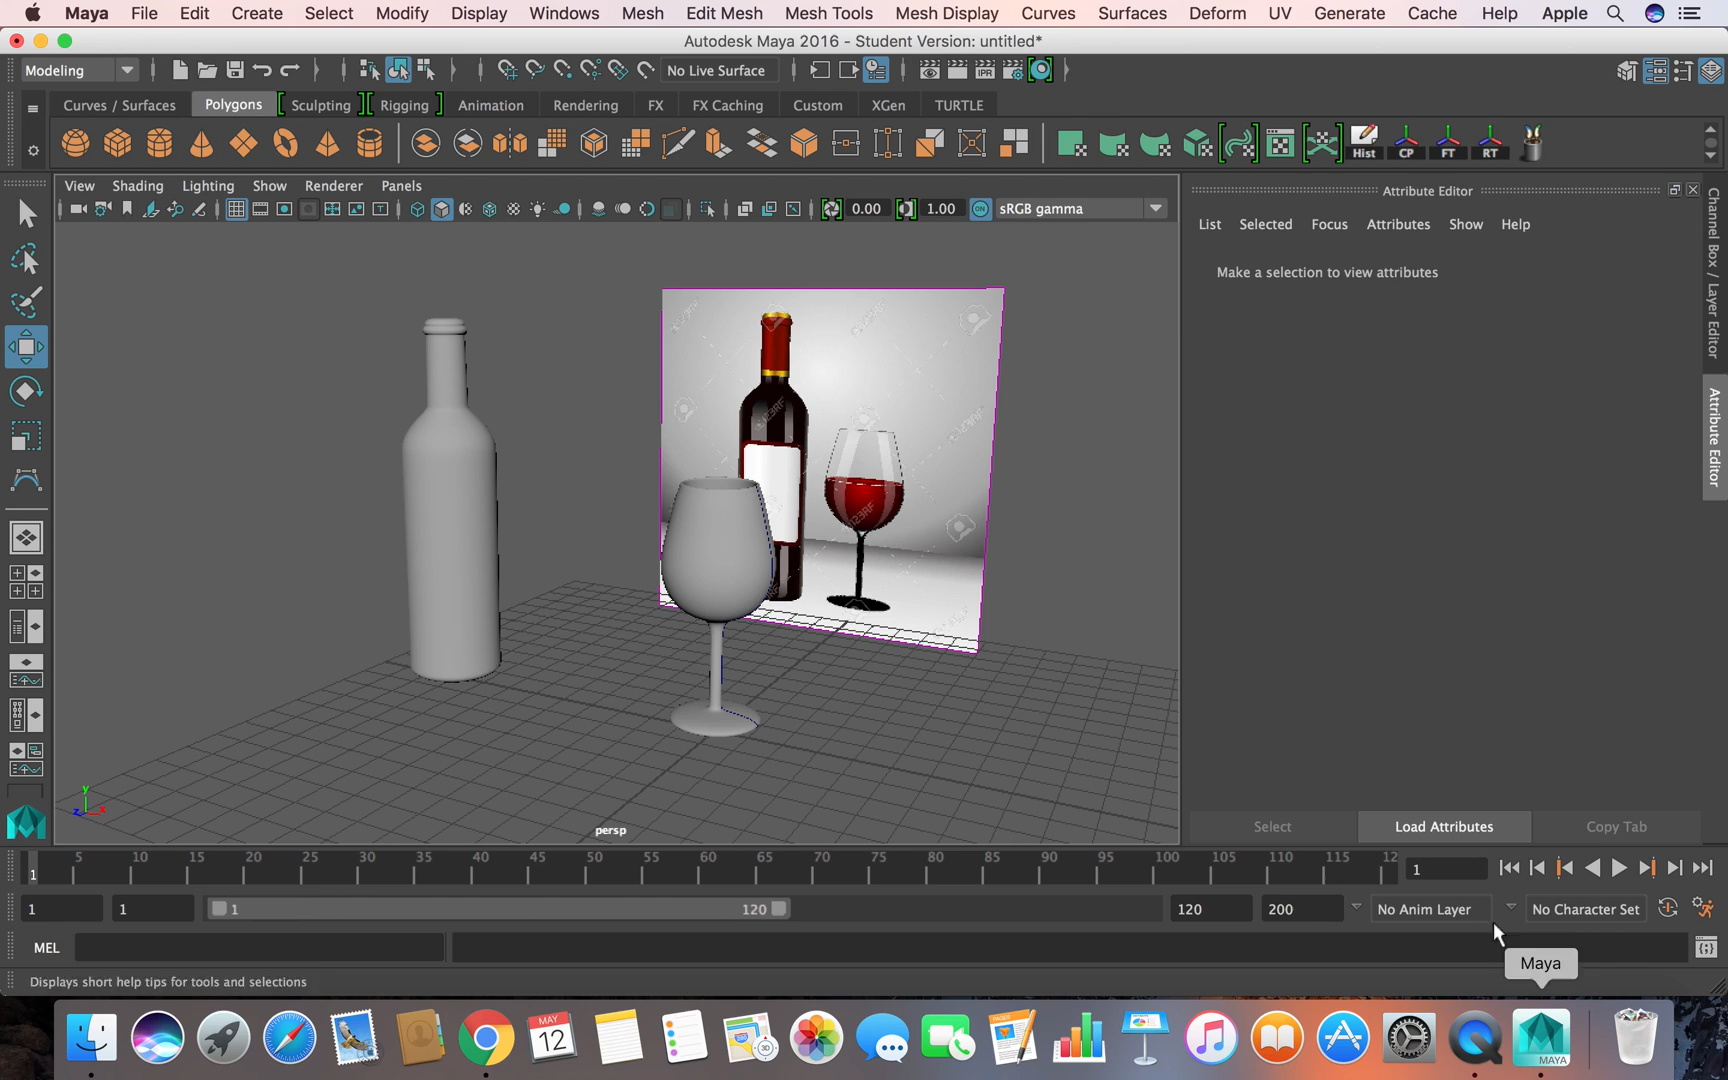 Maya File Edit Create Select Modify Display Windows Mesh Edit Mesh Mesh Tools Mesh Display Curves Surfaces Deform UV Generate Cache Help Apple
Autodesk Maya 2016 - Student Version: untitled*
Modeling No Live Surface IPR
Curves / Surfaces Polygons Sculpting Rigging Animation Rendering FX FX Caching Custom XGen TURTLE
Hist CP FT RT
View Shading Lighting Show Renderer Panels
0.00 1.00 ON sRGB gamma
Attribute Editor
List Selected Focus Attributes Show Help
Make a selection to view attributes
Channel Box / Layer Editor
Attribute Editor
123RF
y
z x
persp
Select Load Attributes Copy Tab
5 10 15 20 25 30 35 40 45 50 55 60 65 70 75 80 85 90 95 100 105 110 115 12
1 1
1 1 1 120 120 200 No Anim Layer No Character Set
MEL
Maya
Displays short help tips for tools and selections
MAY
12
PAGES
3D
MAYA